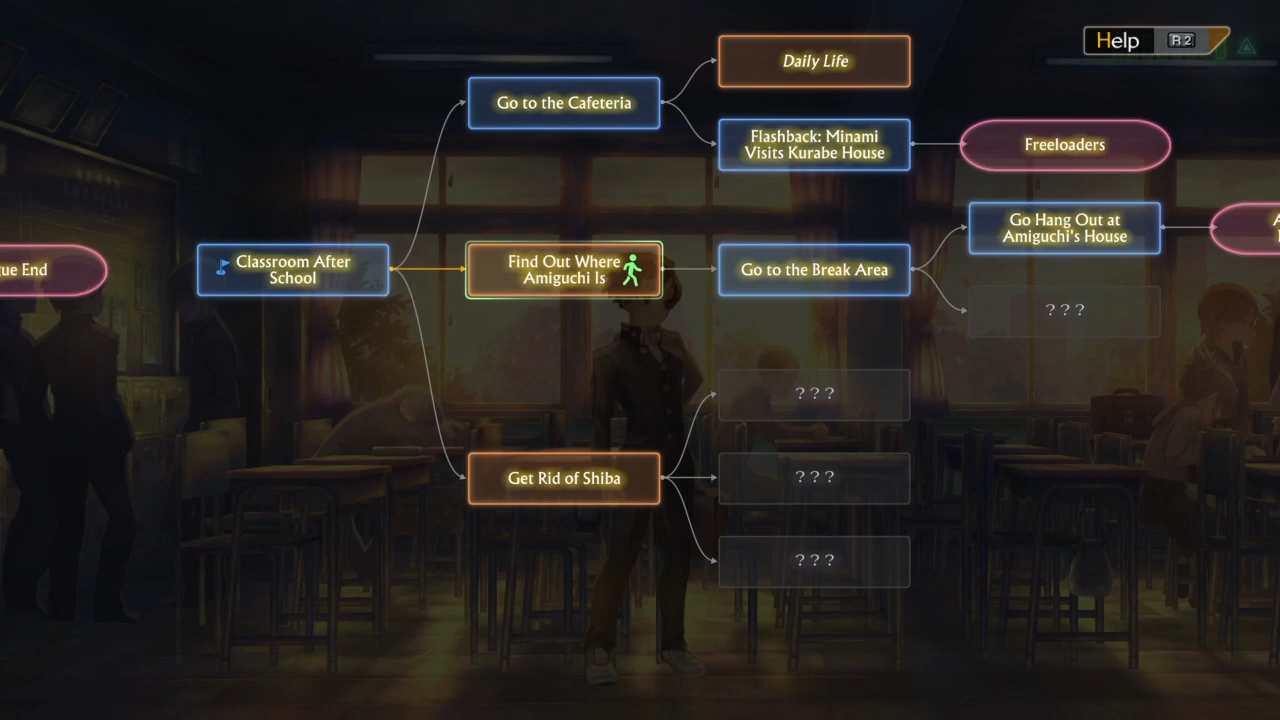 Help R2
Daily Life
Go to the Cafeteria
Flashback: Minami
Visits Kurabe House
Freeloaders
Go Hang Out at
Amiguchi's House
End
Classroom After
School
Find Out Where
Amiguchi Is
Go to the Break Area
? ? ?
? ? ?
Get Rid of Shiba
? ? ?
? ? ?